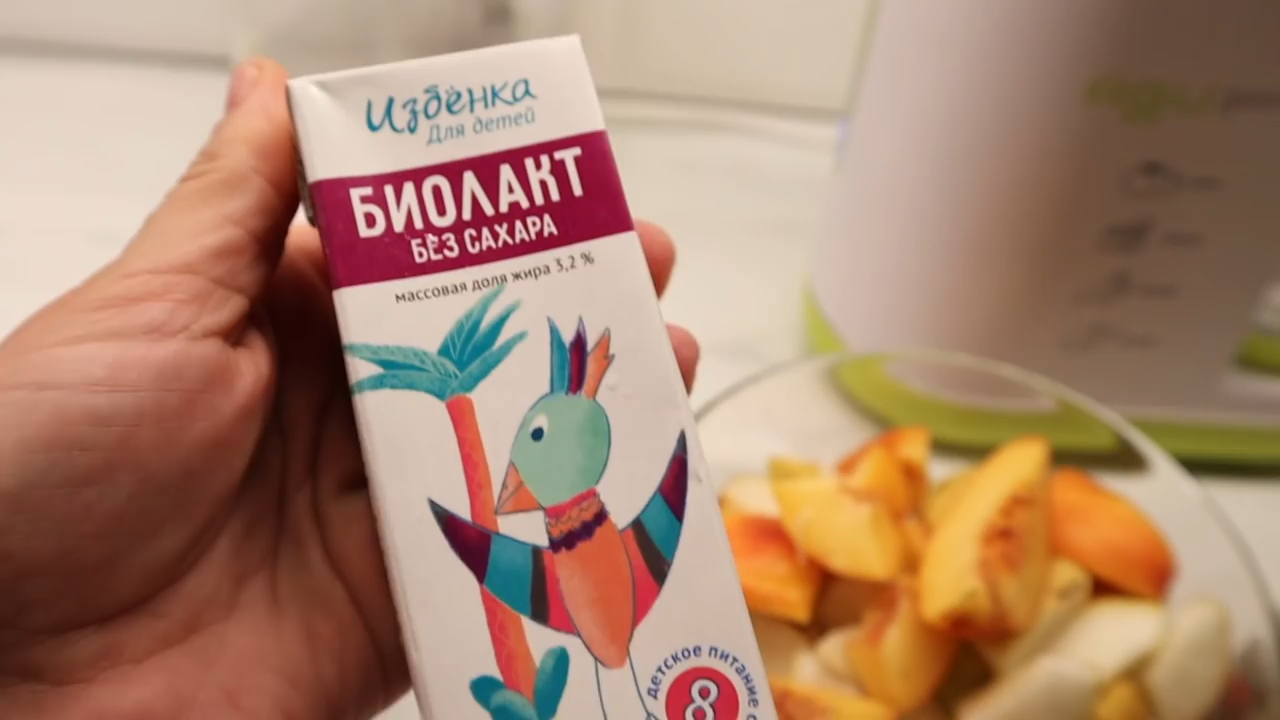 Избёнка
Для детей
БИОЛАКТ
БЕЗ САХАРА
массовая доля жира 3,2 %
детское питание с
8